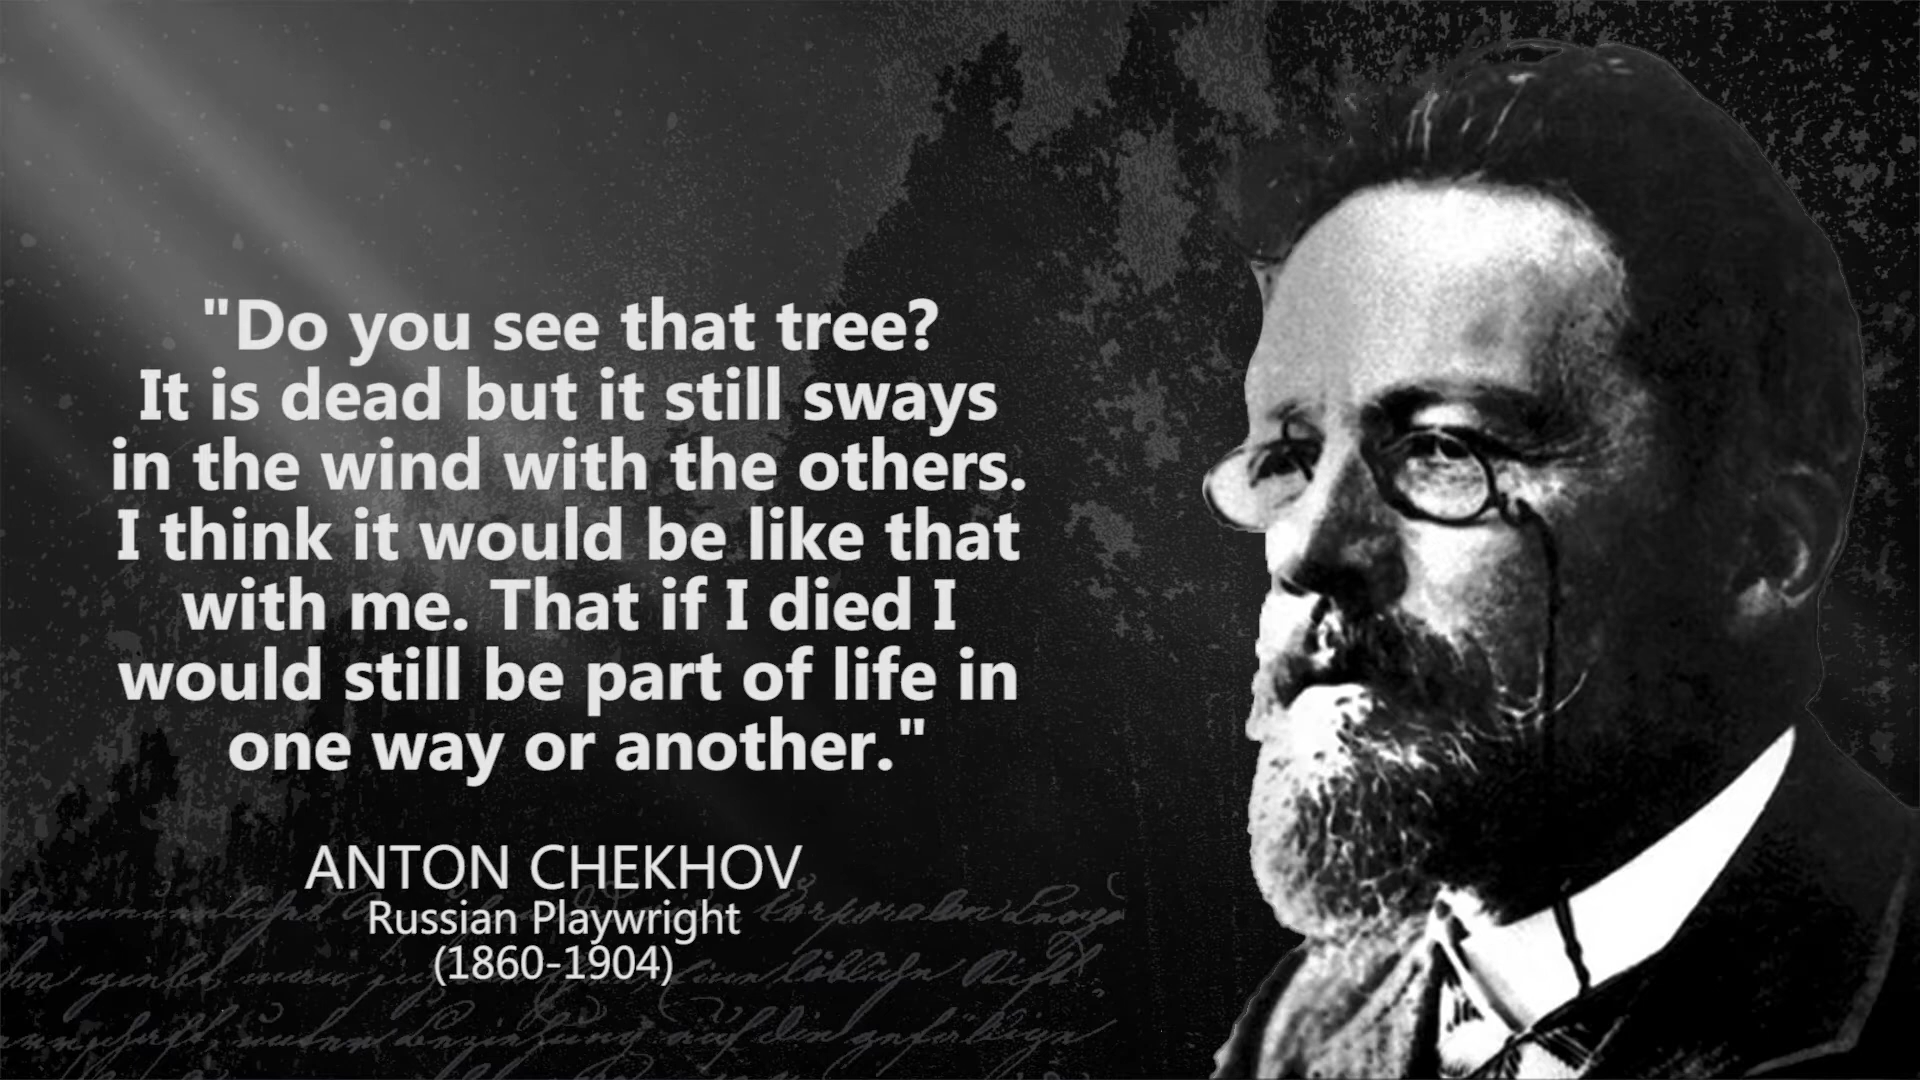 "Do you see that tree?
It is dead but it still sways
in the wind with the others.
I think it would be like that
with me. That if I died I
would still be part of life in
one way or another."
ANTON CHEKHOV
Russian Playwright
(1860-1904)